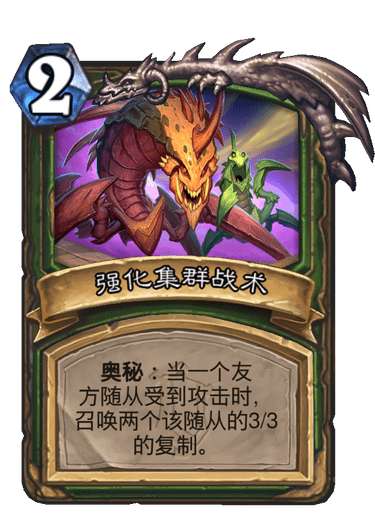 2
强化集群战术
奥秘：当一个友
方随从受到攻击时，
召唤两个该随从的3/3
的复制。